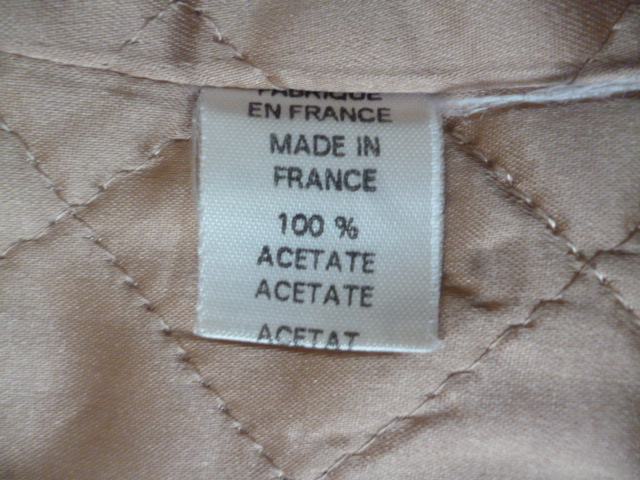 FABRIQUE
EN FRANCE
MADE IN
FRANCE
100 %
ACETATE
ACETATE
ACETAT